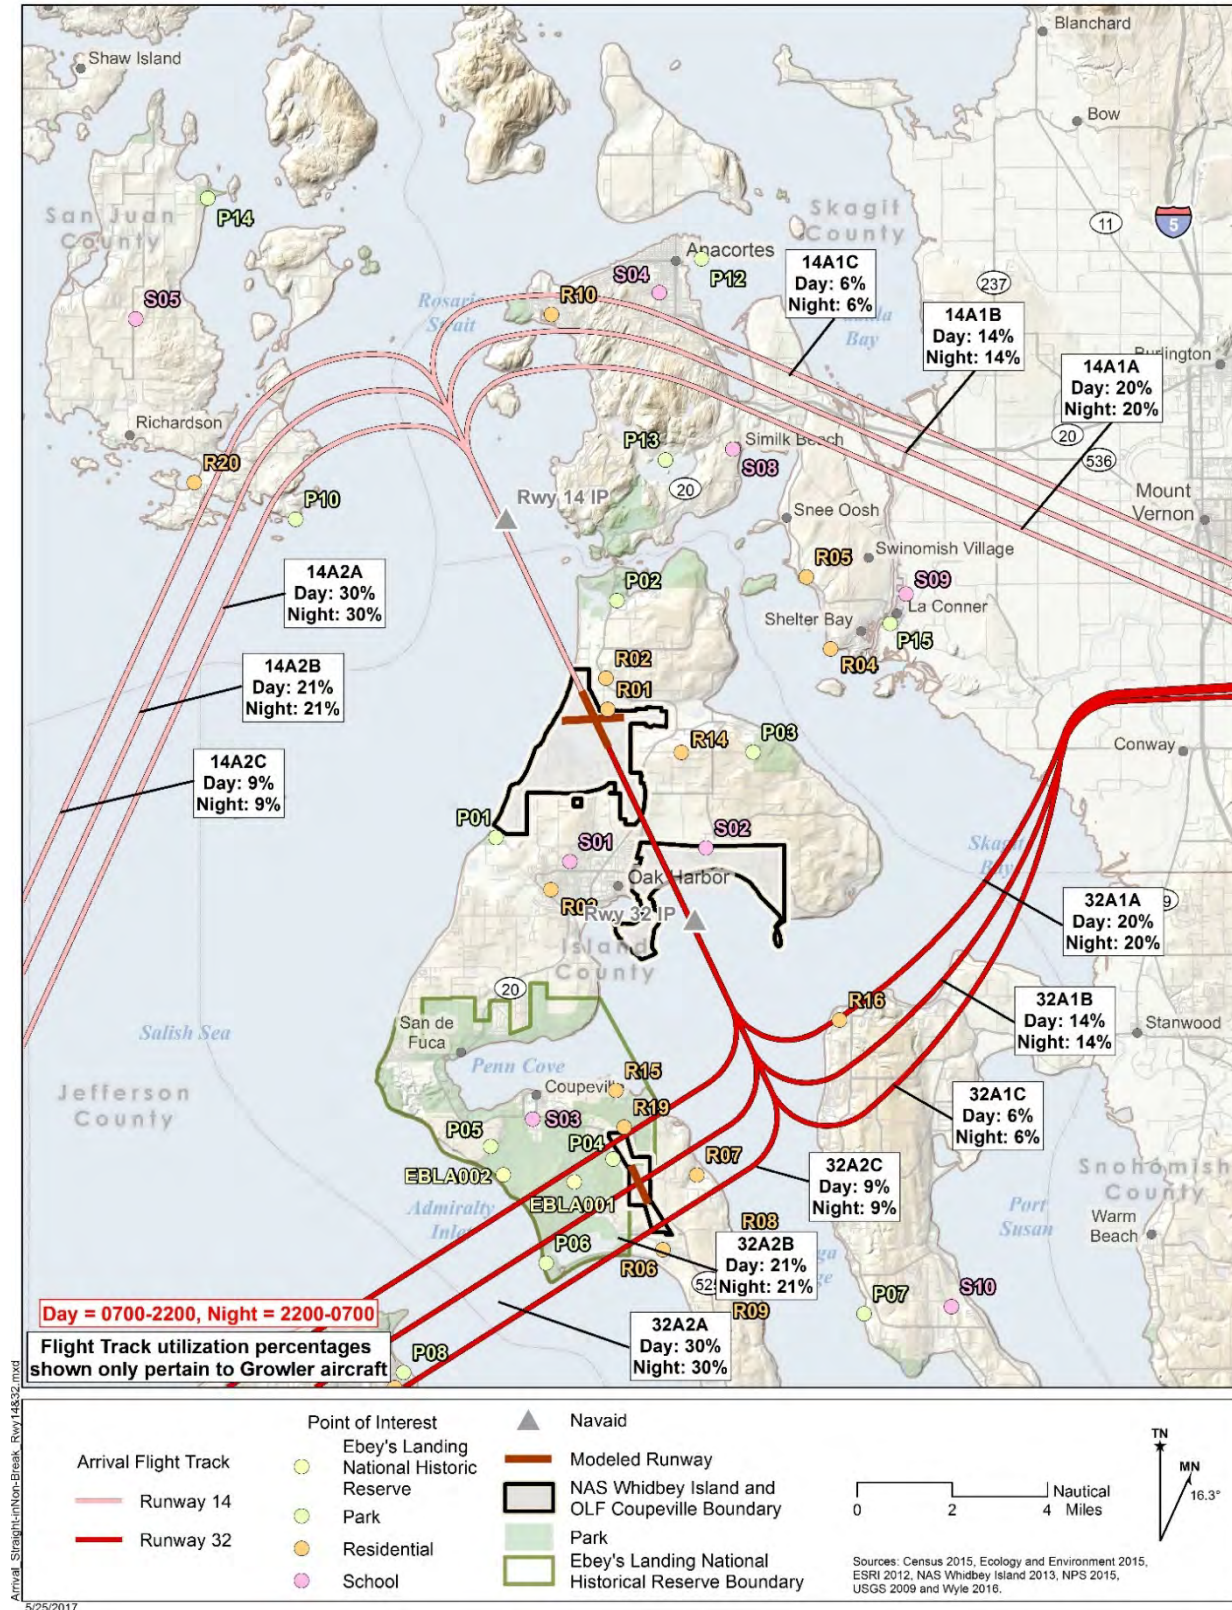 Blanchard
Shaw Island
Bow
San Juan
County
P14
Skagit
County
5
11
Anacortes
P12
S04
14A1C
Day: 6%
Night: 6%
237
S05
Rosario
Strait
R10
14A1B
Day: 14%
Night: 14%
Bay
Burlington
14A1A
Day: 20%
Night: 20%
Richardson
R20
P10
P13
Similk Beach
S08
20
20
536
Mount
Vernon
Rwy 14 IP
Snee Oosh
Swinomish Village
R05
S09
La Conner
Shelter Bay
P15
R04
P02
14A2A
Day: 30%
Night: 30%
14A2B
Day: 21%
Night: 21%
R02
R01
R14
P03
Conway
14A2C
Day: 9%
Night: 9%
P01
S01
S02
Skagit
Bay
Oak Harbor
Rwy 32 IP
Island
County
32A1A
Day: 20%
Night: 20%
9
20
San de
Fuca
R16
32A1B
Day: 14%
Night: 14%
Stanwood
Salish Sea
Penn Cove
Jefferson
County
Coupeville
R15
R19
S03
32A1C
Day: 6%
Night: 6%
P05
P04
EBLA002
EBLA001
R07
32A2C
Day: 9%
Night: 9%
Snohomish
County
Admiralty
Inlet
Port
Susan
Warm
Beach
P06
R06
R08
32A2B
Day: 21%
Night: 21%
R09
P07
S10
Day = 0700-2200, Night = 2200-0700
Flight Track utilization percentages
shown only pertain to Growler aircraft
P08
32A2A
Day: 30%
Night: 30%
Arrival_Straight-inNon-Break_Rwy14&32.mxd
Arrival Flight Track
Runway 14
Runway 32
Point of Interest
Ebey's Landing
National Historic
Reserve
Park
Residential
School
Navaid
Modeled Runway
NAS Whidbey Island and
OLF Coupeville Boundary
Park
Ebey's Landing National
Historical Reserve Boundary
Nautical
Miles
0 2 4
TN
MN
16.3°
Sources: Census 2015, Ecology and Environment 2015,
ESRI 2012, NAS Whidbey Island 2013, NPS 2015,
USGS 2009 and Wyle 2016.
5/25/2017